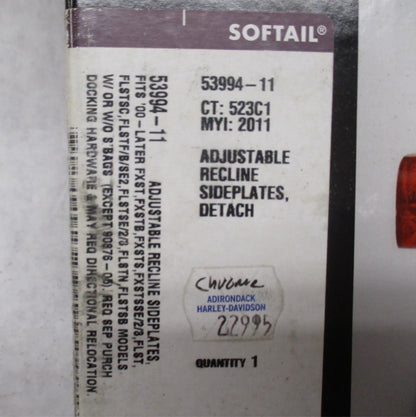 SOFTAIL®
53994-11
CT: 523C1
MYI: 2011
ADJUSTABLE
RECLINE
SIDEPLATES,
DETACH
Chrome
ADIRONDACK
HARLEY-DAVIDSON
22995
QUANTITY 1
53994-11 ADJUSTABLE RECLINE SIDEPLATES,
FITS '00-LATER FXST,FXSTB,FXSTS,FXSTSSE/2/3,FLST,
FLSTSC,FLSTF/B/SE2,FLSTSE/2/3,FLSTN,FLSTSB MODELS
W/ OR W/O S'BAGS (EXCEPT 90876-00). REQ SEP PURCH
DOCKING HARDWARE & MAY REQ DIRECTIONAL RELOCATION.